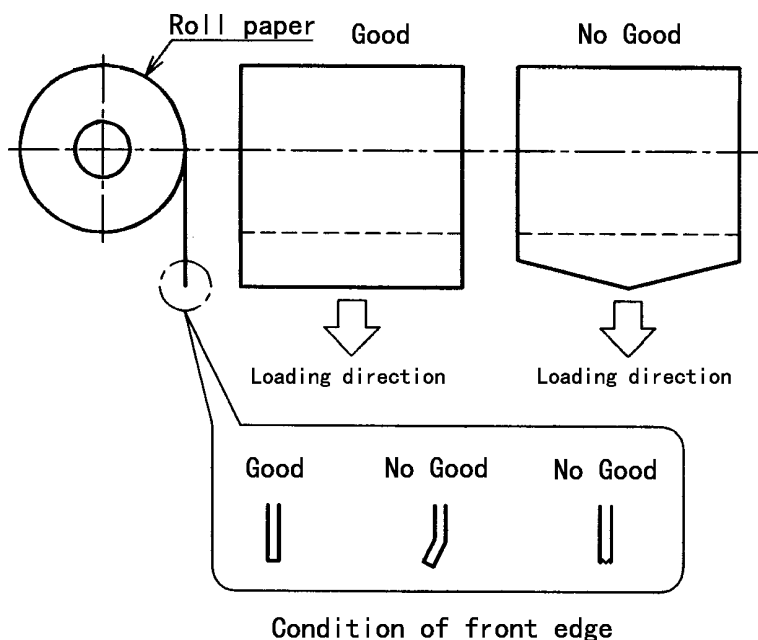 Roll paper
Good
No Good
Loading direction
Loading direction
Good
No Good
No Good
Condition of front edge